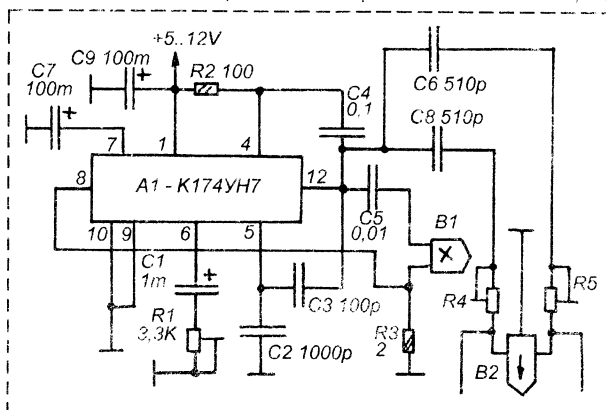 +5..12V
C9 100m
C7
100m
R2 100
C6 510p
C4
0,1
C8 510p
7
1
4
8
A1 - К174УН7
12
C5
0,01
B1
10
9
6
5
C1
1m
C3 100p
R4
R5
R1
3,3K
R3
2
C2 1000p
B2